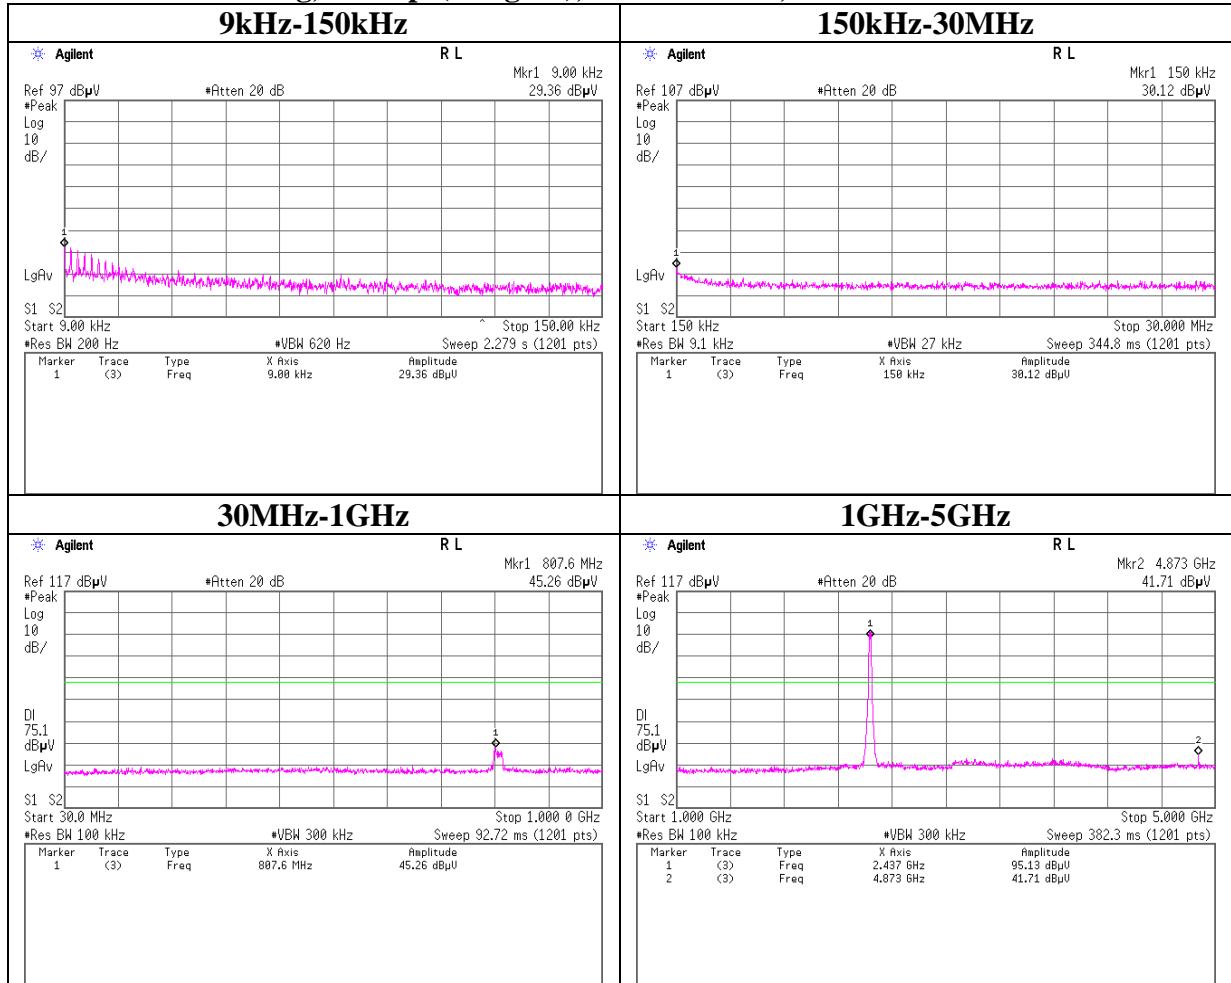 9kHz-150kHz
Agilent R L
Mkr1 9.00 kHz
Ref 97 dBµV #Atten 20 dB 29.36 dBµV
#Peak
Log
10
dB/
1
LgAv
S1 S2
Start 9.00 kHz ^ Stop 150.00 kHz
#Res BW 200 Hz #VBW 620 Hz Sweep 2.279 s (1201 pts)
Marker Trace Type X Axis Amplitude
1 (3) Freq 9.00 kHz 29.36 dBµV
150kHz-30MHz
Agilent R L
Mkr1 150 kHz
Ref 107 dBµV #Atten 20 dB 30.12 dBµV
#Peak
Log
10
dB/
1
LgAv
S1 S2
Start 150 kHz Stop 30.000 MHz
#Res BW 9.1 kHz #VBW 27 kHz Sweep 344.8 ms (1201 pts)
Marker Trace Type X Axis Amplitude
1 (3) Freq 150 kHz 30.12 dBµV
30MHz-1GHz
Agilent R L
Mkr1 807.6 MHz
Ref 117 dBµV #Atten 20 dB 45.26 dBµV
#Peak
Log
10
dB/
DI
75.1
dBµV
1
LgAv
S1 S2
Start 30.0 MHz Stop 1.000 0 GHz
#Res BW 100 kHz #VBW 300 kHz Sweep 92.72 ms (1201 pts)
Marker Trace Type X Axis Amplitude
1 (3) Freq 807.6 MHz 45.26 dBµV
1GHz-5GHz
Agilent R L
Mkr2 4.873 GHz
Ref 117 dBµV #Atten 20 dB 41.71 dBµV
#Peak
Log
10
dB/
1
DI
75.1
dBµV
2
LgAv
S1 S2
Start 1.000 GHz Stop 5.000 GHz
#Res BW 100 kHz #VBW 300 kHz Sweep 382.3 ms (1201 pts)
Marker Trace Type X Axis Amplitude
1 (3) Freq 2.437 GHz 95.13 dBµV
2 (3) Freq 4.873 GHz 41.71 dBµV